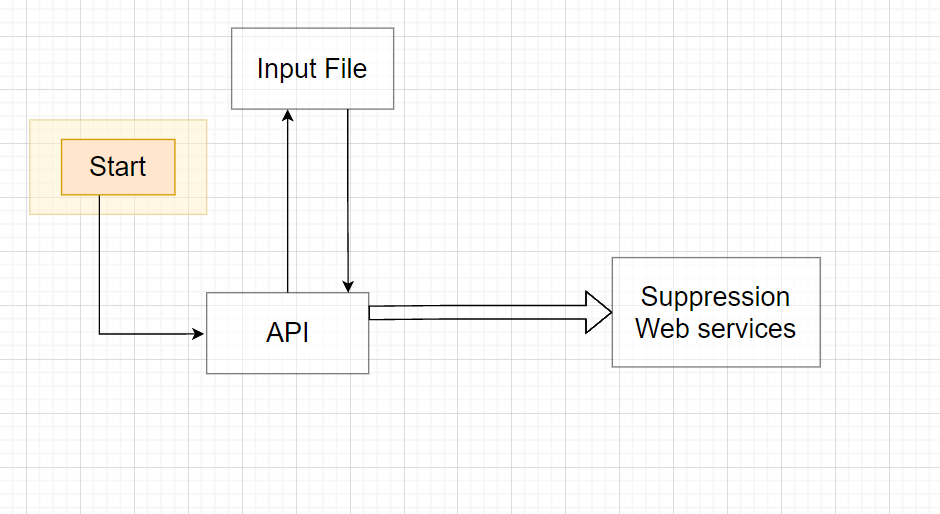 Input File
Start
API
Suppression
Web services